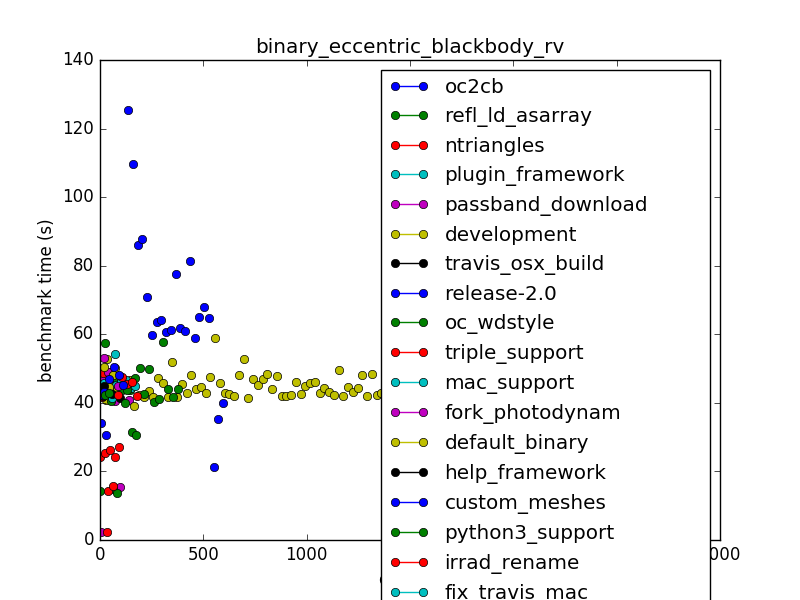 binary_eccentric_blackbody_rv
140
120
100
80
60
40
20
0
benchmark time (s)
0
500
1000
000
oc2cb
refl_ld_asarray
ntriangles
plugin_framework
passband_download
development
travis_osx_build
release-2.0
oc_wdstyle
triple_support
mac_support
fork_photodynam
default_binary
help_framework
custom_meshes
python3_support
irrad_rename
fix_travis_mac